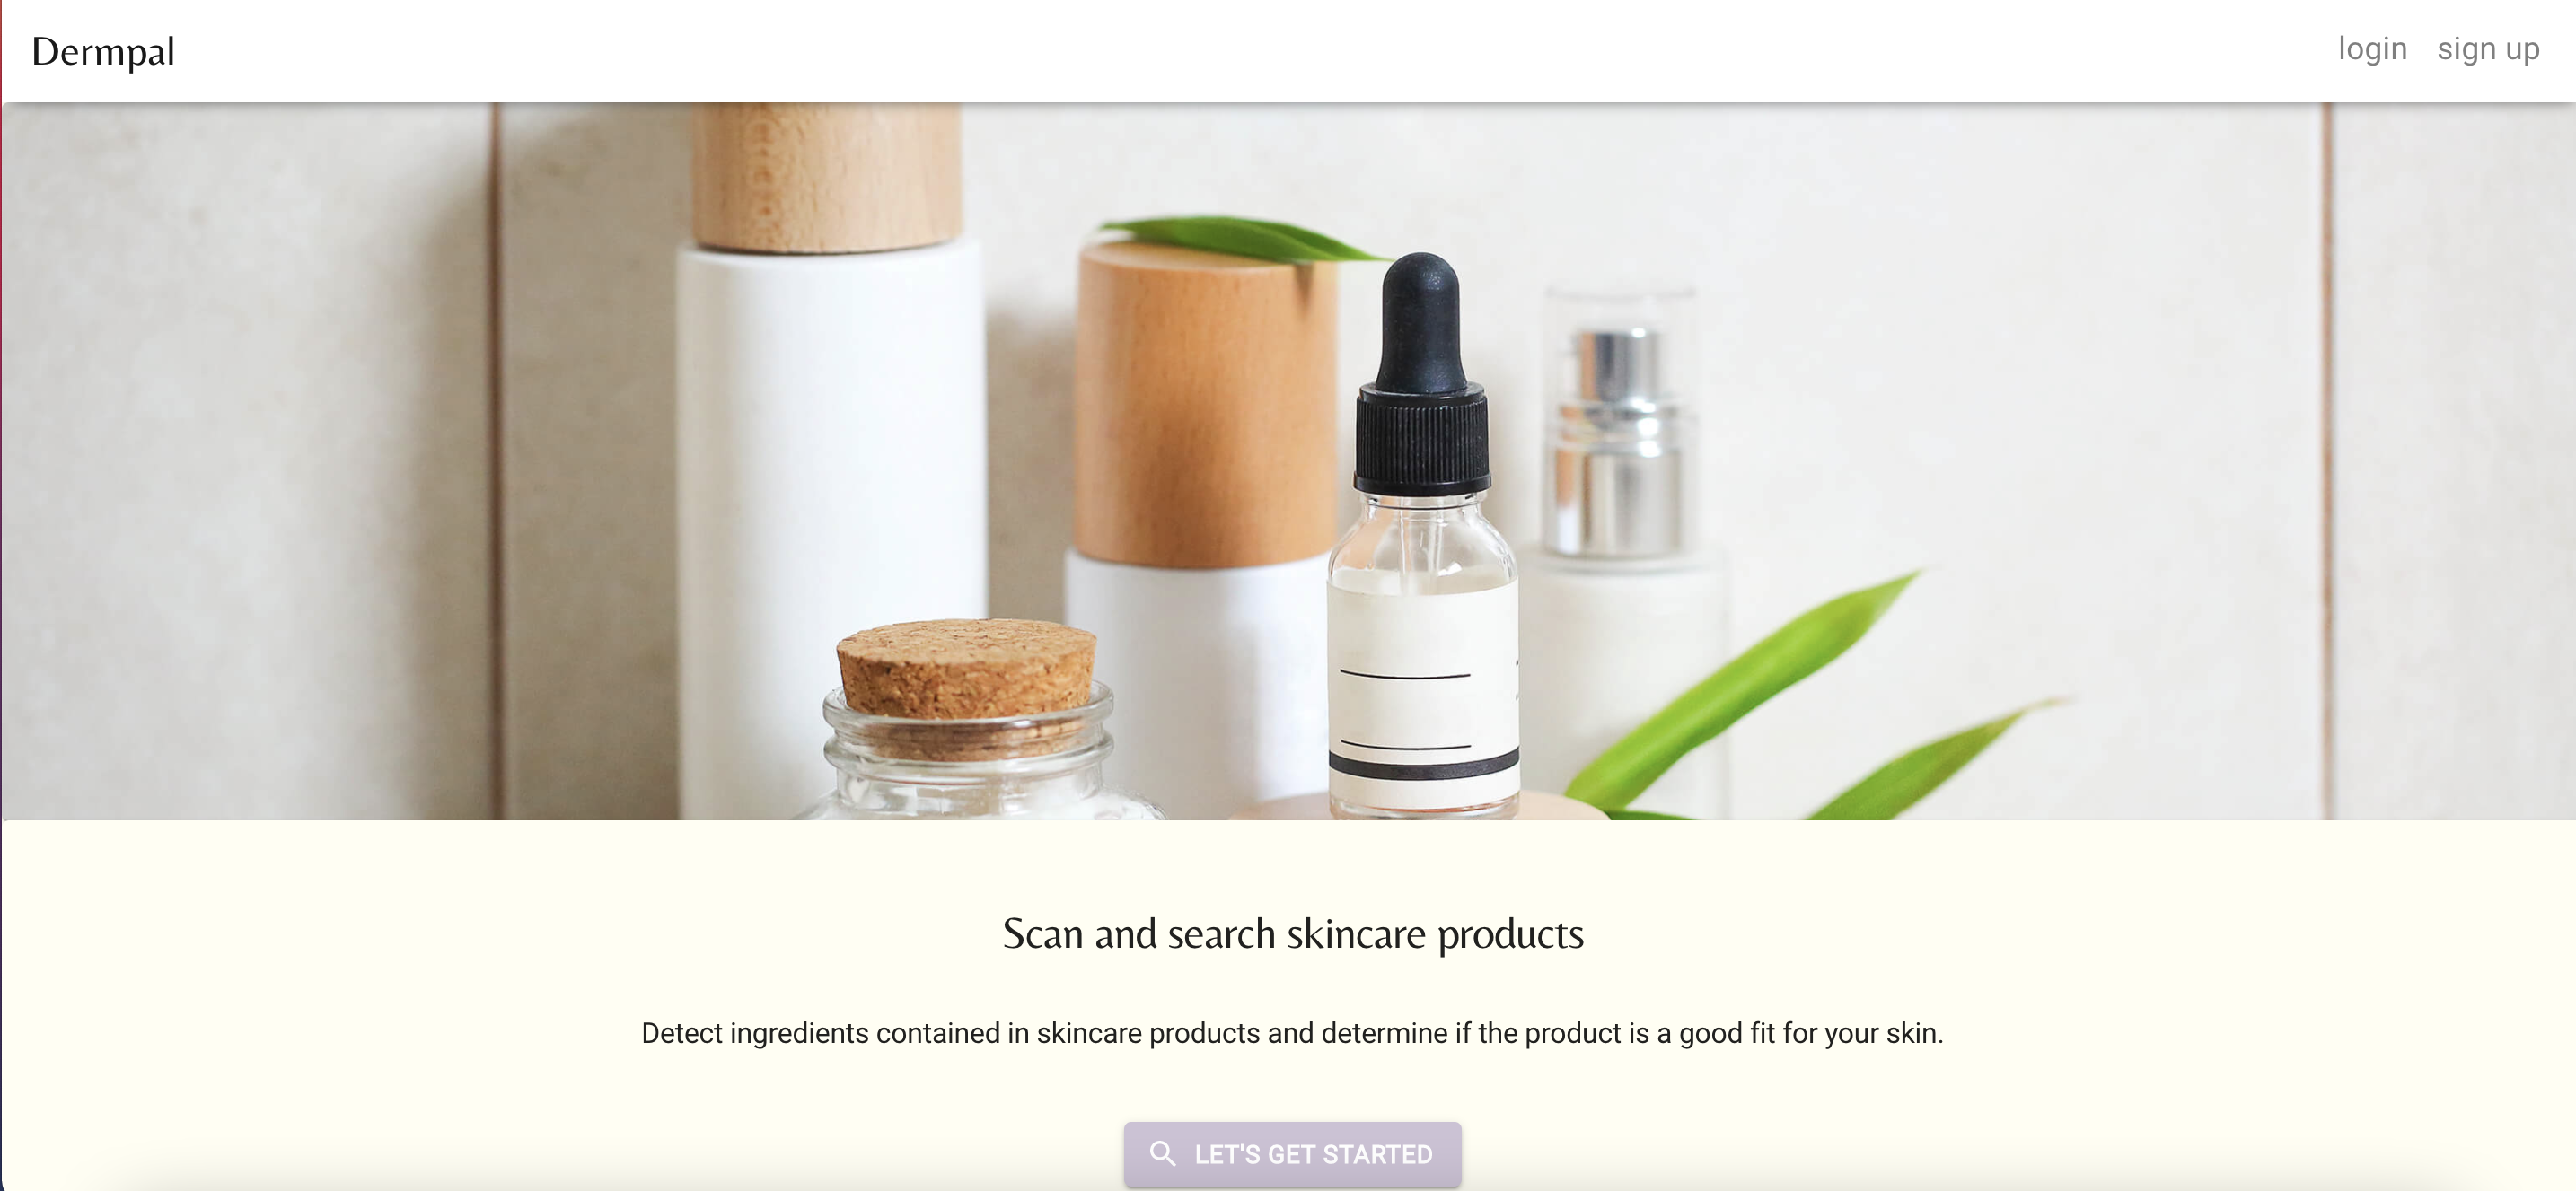 Dermpal
login sign up
Scan and search skincare products
Detect ingredients contained in skincare products and determine if the product is a good fit for your skin.
LET'S GET STARTED